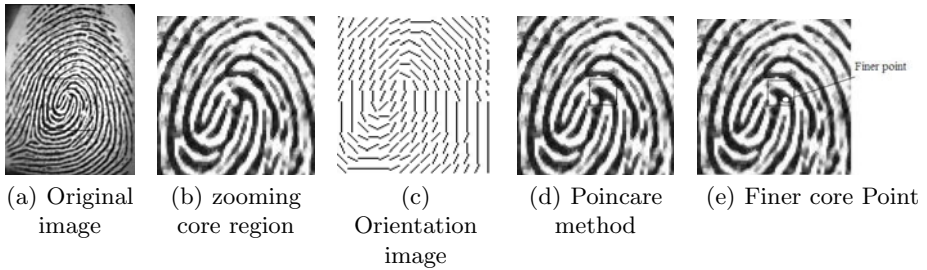 Finer point
(a) Original
image
(b) zooming
core region
(c)
Orientation
image
(d) Poincare
method
(e) Finer core Point